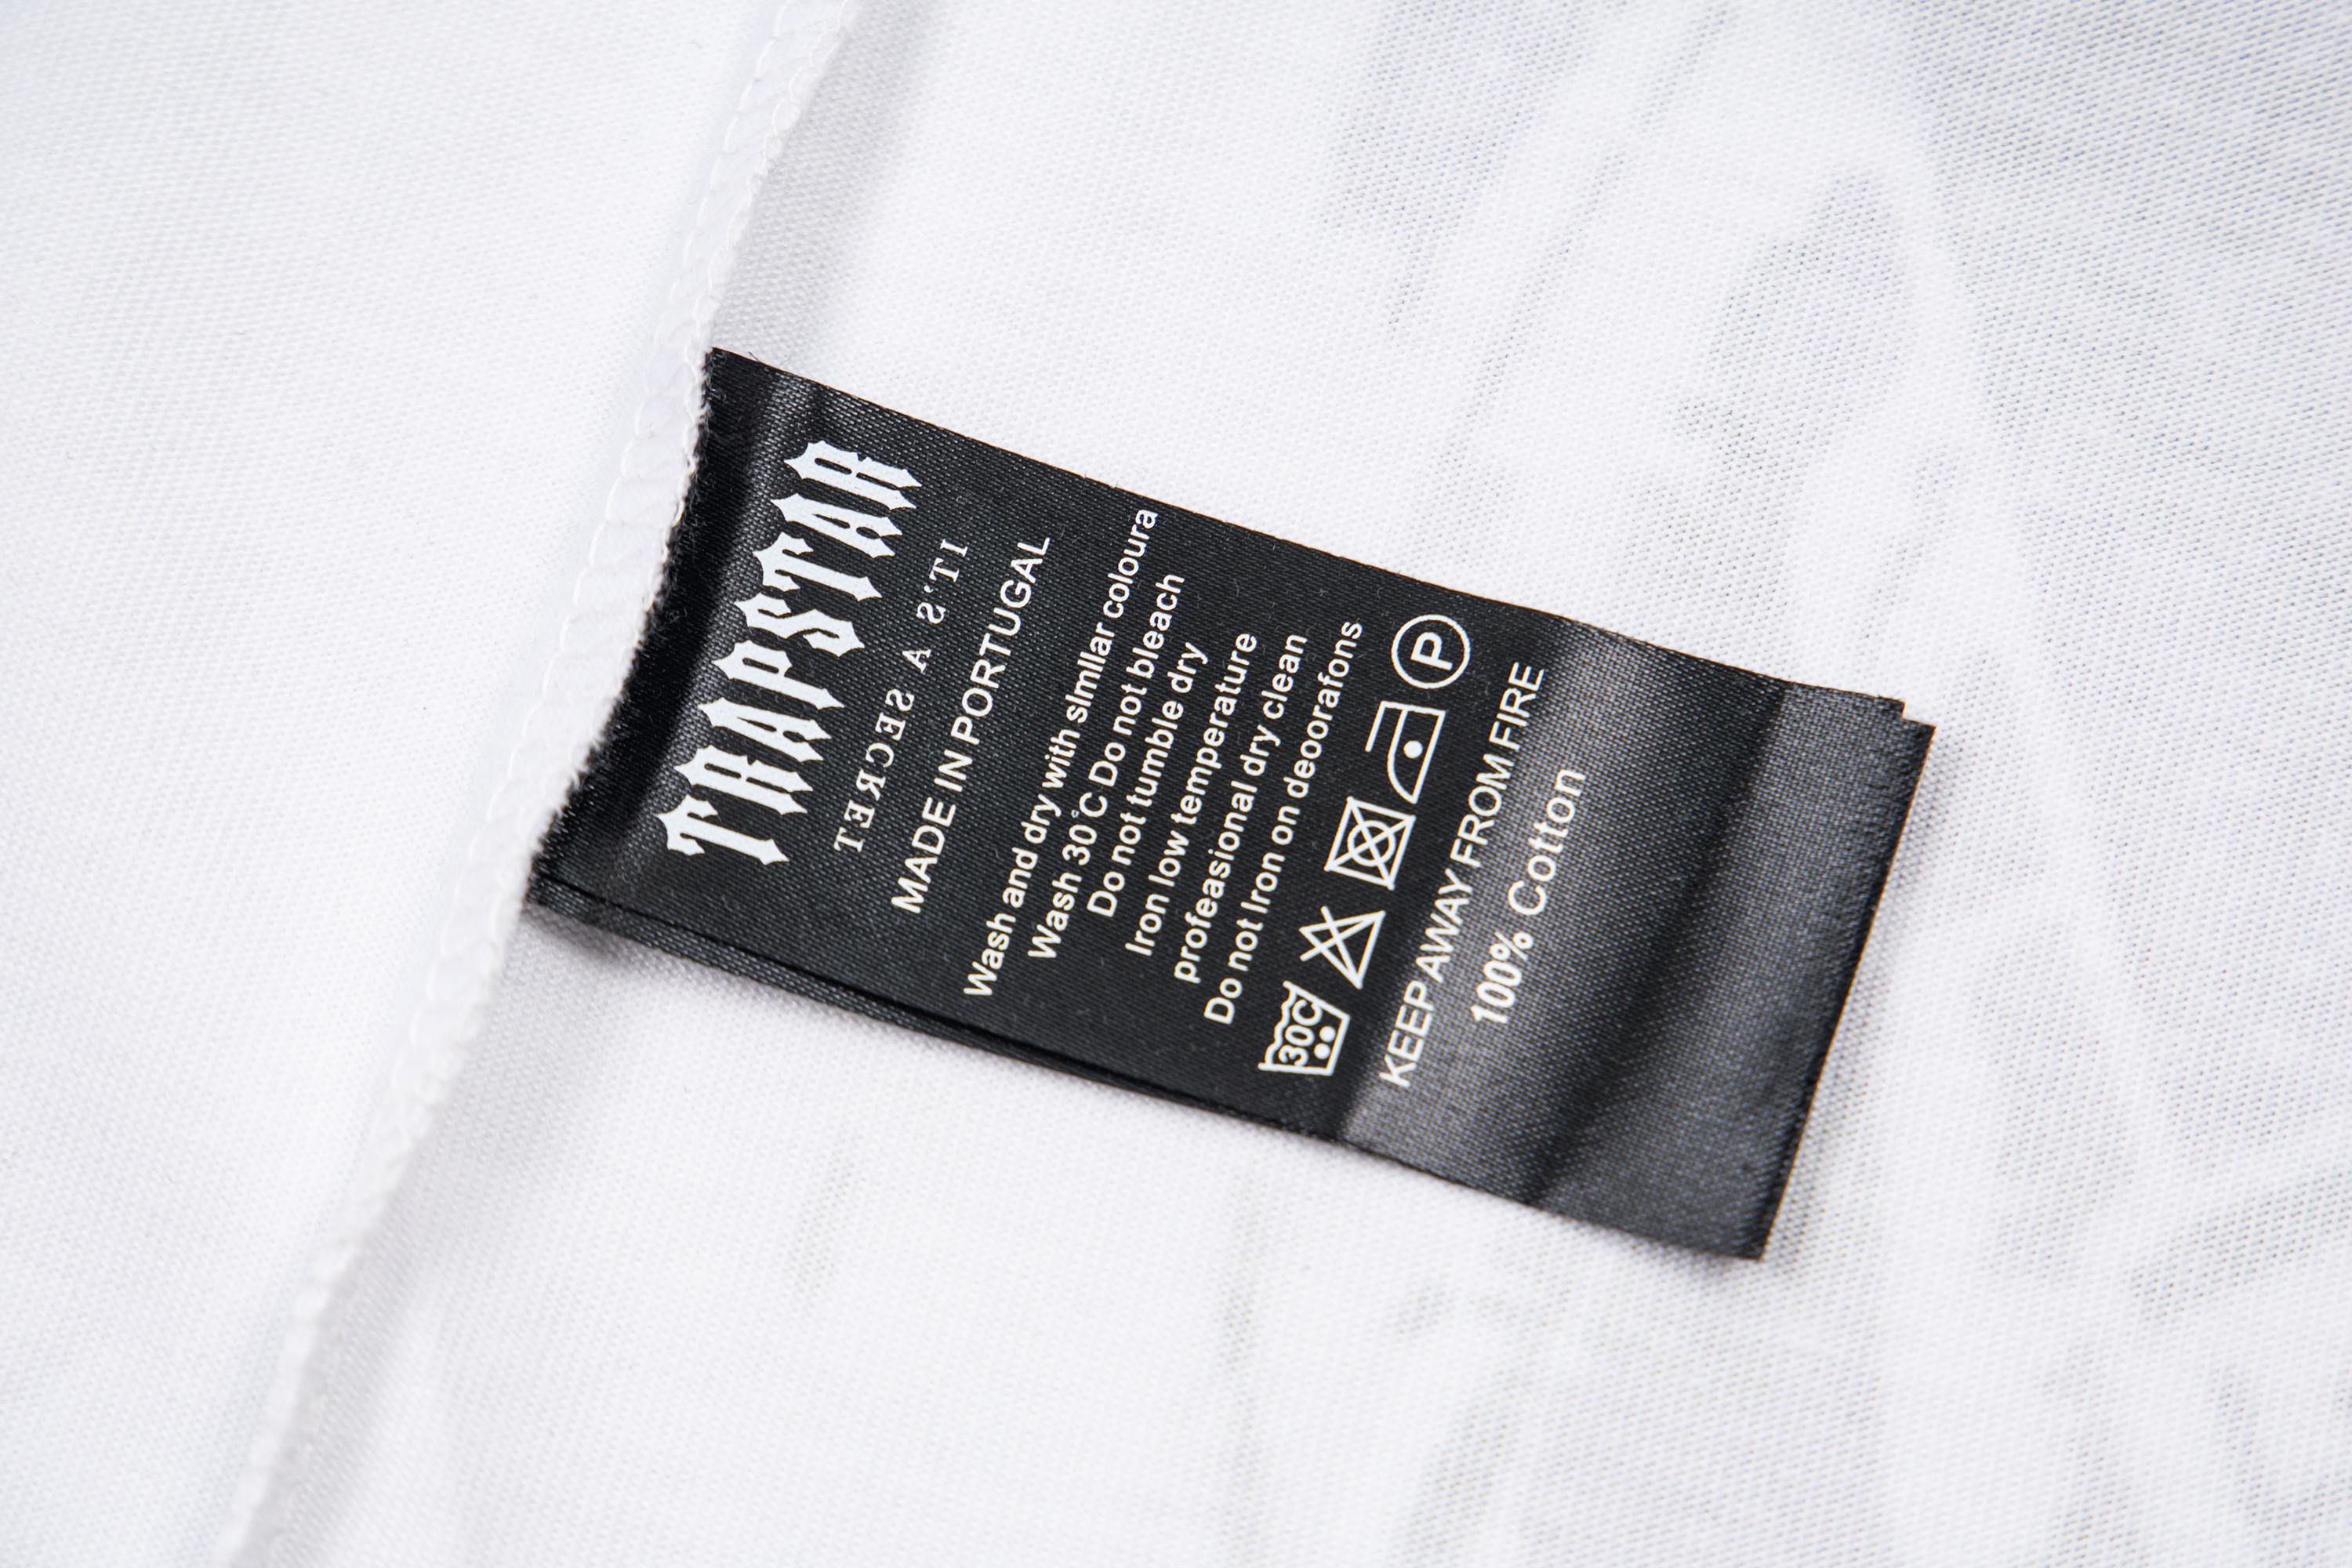 TRAPSTAR
IT'S A SECRET
MADE IN PORTUGAL
Wash and dry with slmllar coloura
Wash 30°C Do not bleach
Do not tumble dry
Iron low temperature
profeasional dry clean
Do not Iron on deoorafons
30C P
KEEP AWAY FROM FIRE
100% Cotton